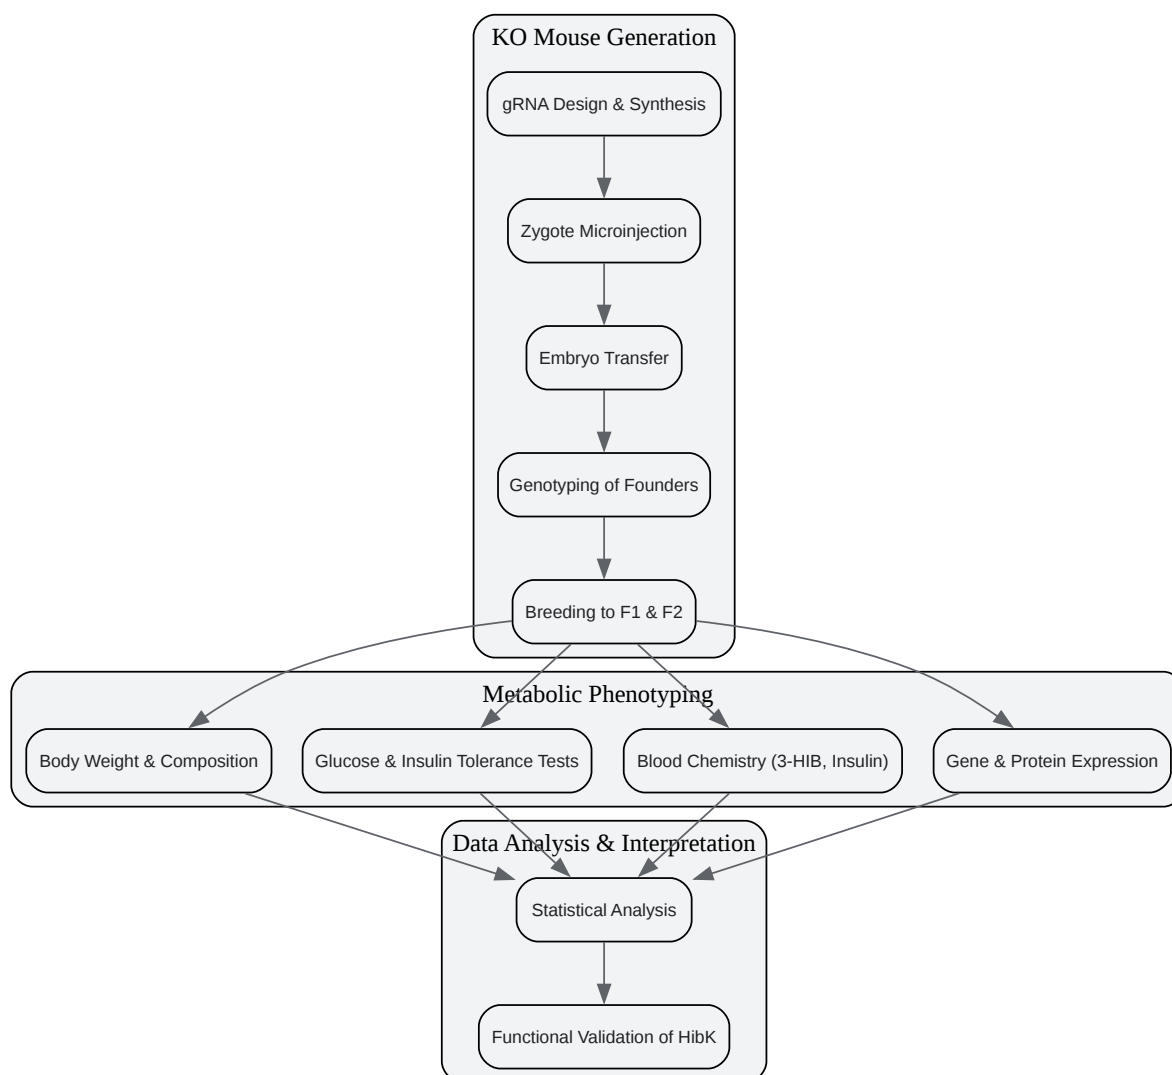 KO Mouse Generation
gRNA Design & Synthesis
Zygote Microinjection
Embryo Transfer
Genotyping of Founders
Breeding to F1 & F2
Metabolic Phenotyping
Body Weight & Composition
Glucose & Insulin Tolerance Tests
Blood Chemistry (3-HIB, Insulin)
Gene & Protein Expression
Data Analysis & Interpretation
Statistical Analysis
Functional Validation of HibK